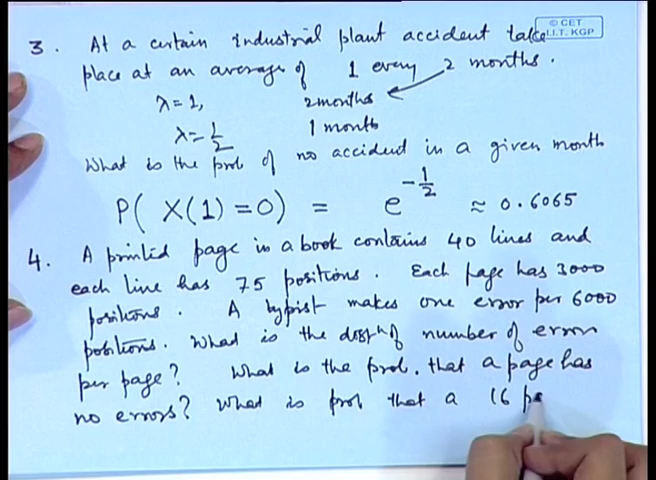 © CET
I.I.T. KGP
3. At a certain industrial plant accident take
place at an average of 1 every 2 months.
λ = 1, 2 months
λ = 1/2 1 month
What is the prob of no accident in a given month
P( X(1) = 0) = e^{-1/2} ≈ 0.6065
4. A printed page in a book contains 40 lines and
each line has 75 positions. Each page has 3000
positions. A typist makes one error per 6000
positions. What is the distⁿ of number of errors
per page? What is the prob. that a page has
no errors? What is prob that a 16 pa